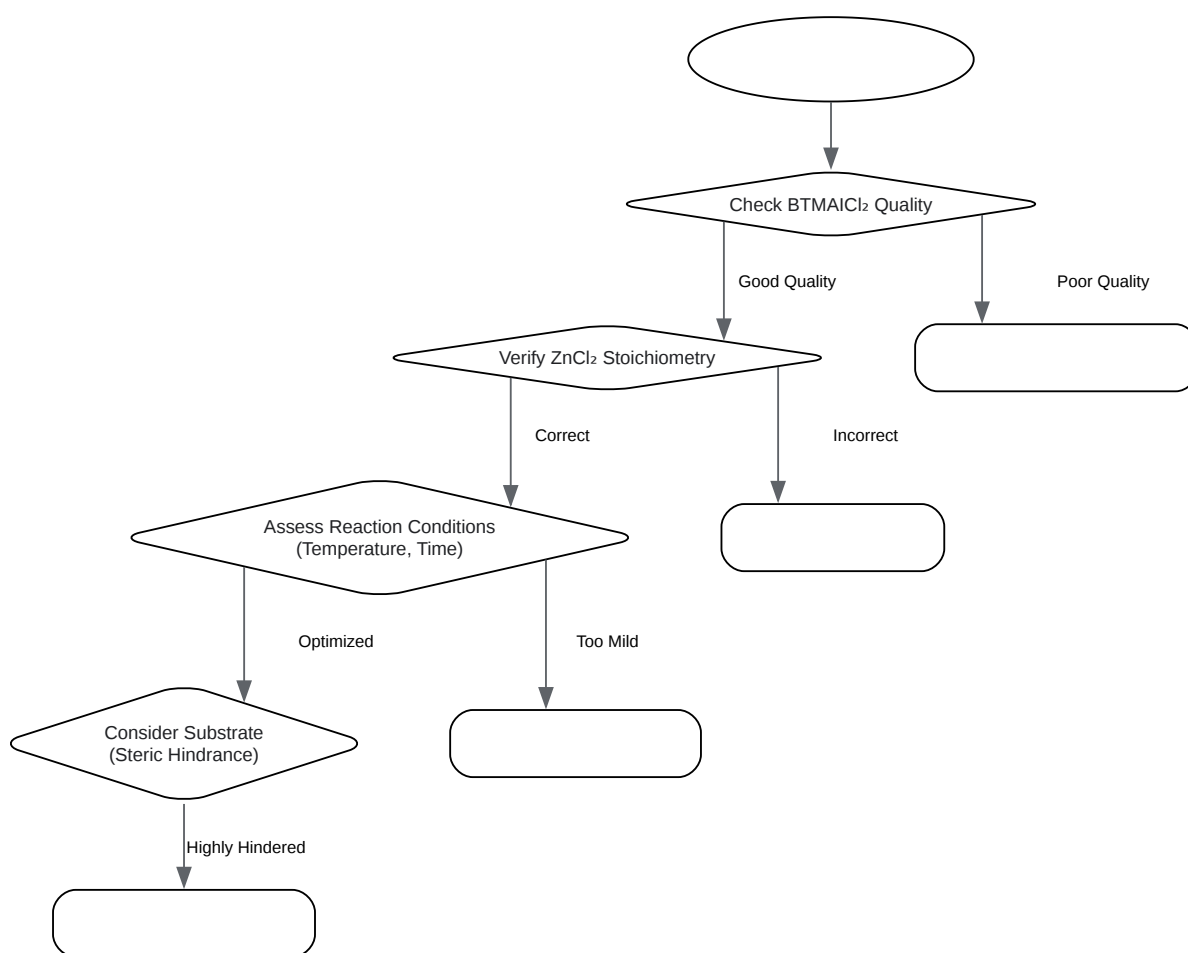 Check BTMAICl₂ Quality
Good Quality
Poor Quality
Verify ZnCl₂ Stoichiometry
Correct
Incorrect
Assess Reaction Conditions
(Temperature, Time)
Optimized
Too Mild
Consider Substrate
(Steric Hindrance)
Highly Hindered